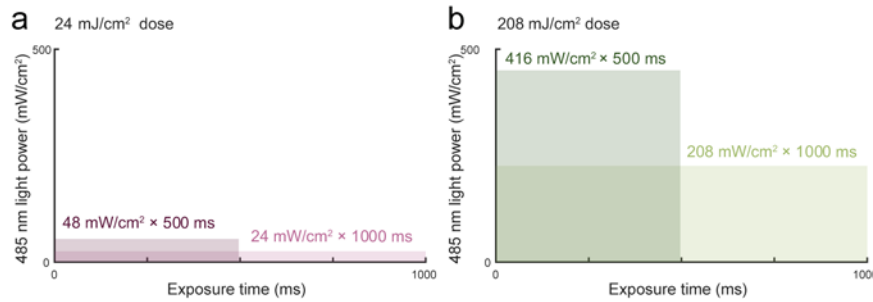 a 24 mJ/cm² dose
500
485 nm light power (mW/cm²)
48 mW/cm² × 500 ms
24 mW/cm² × 1000 ms
0
0 1000
Exposure time (ms)
b 208 mJ/cm² dose
500
485 nm light power (mW/cm²)
416 mW/cm² × 500 ms
208 mW/cm² × 1000 ms
0
0 1000
Exposure time (ms)